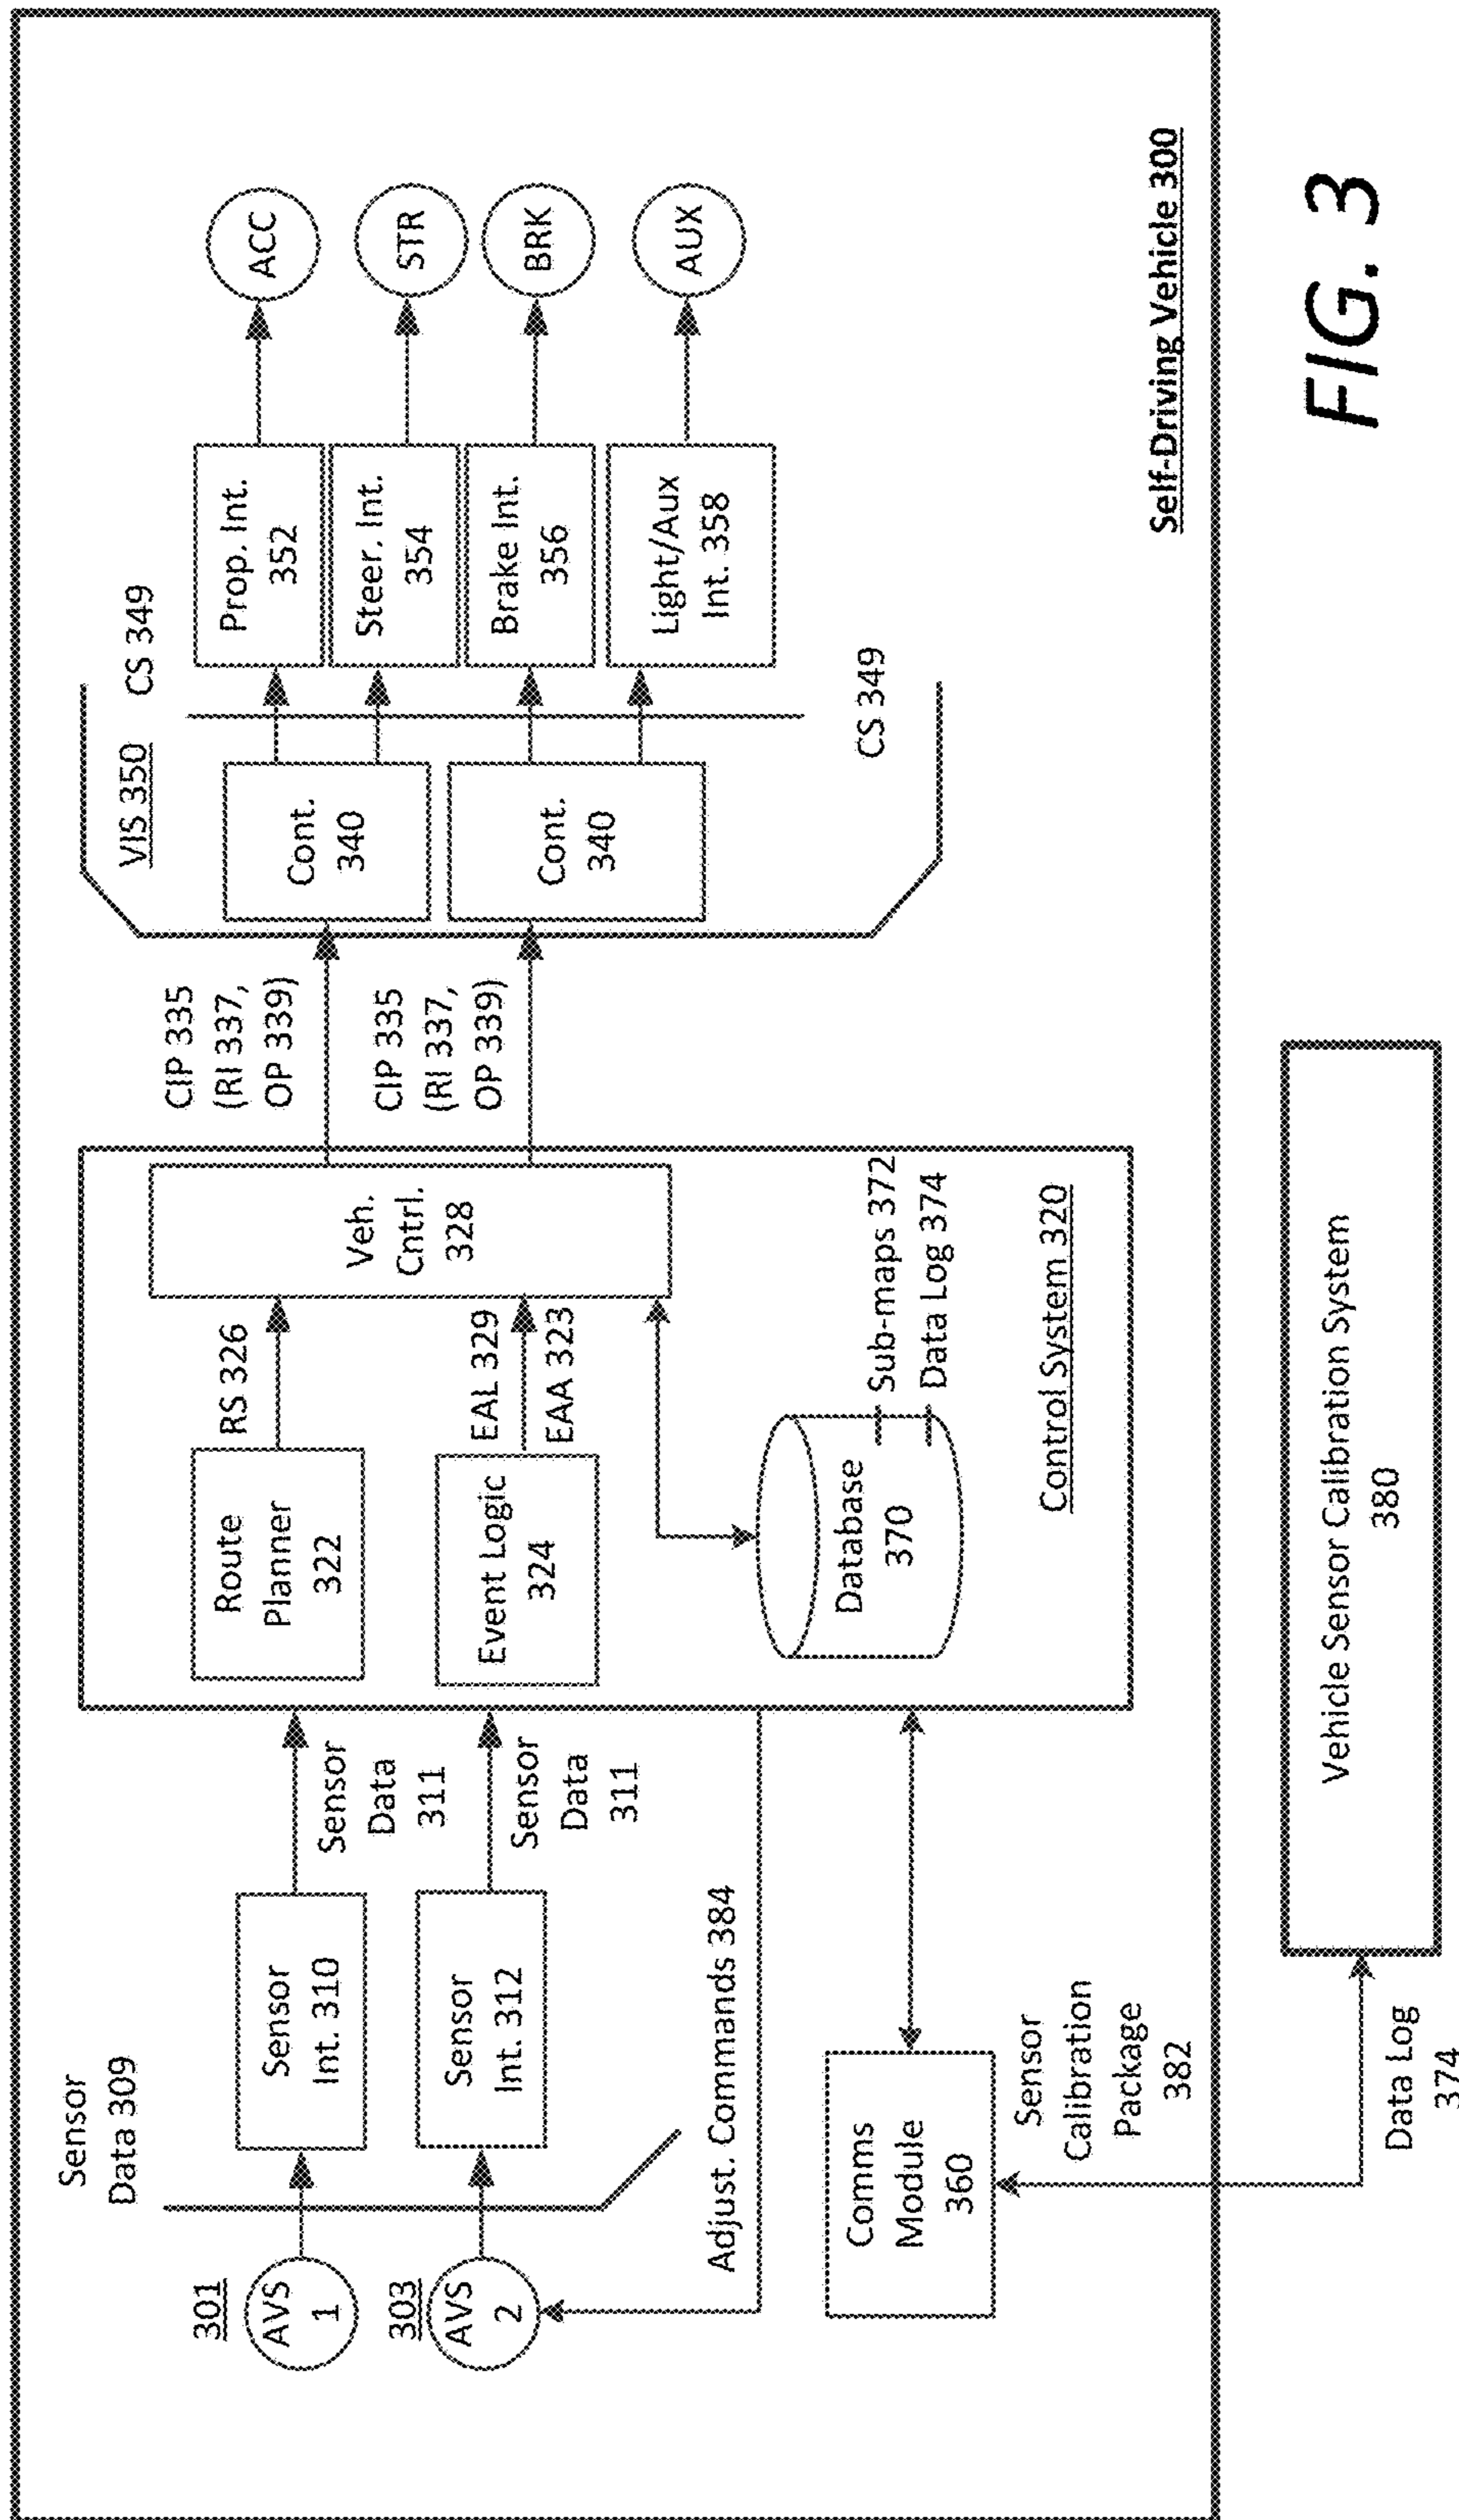 Sensor
Data 309
301
AVS
1
303
AVS
2
Sensor
Int. 310
Sensor
Int. 312
Sensor
Data
311
Sensor
Data
311
Adjust. Commands 384
Comms
Module
360
Sensor
Calibration
Package
382
Route
Planner
322
RS 326
Event Logic
324
EAL 329
EAA 323
Veh.
Cntrl.
328
Database
370
Sub-maps 372
Data Log 374
Control System 320
CIP 335
(RI 337,
OP 339)
CIP 335
(RI 337,
OP 339)
VIS 350
CS 349
Cont.
340
Cont.
340
CS 349
Prop. Int.
352
Steer. Int.
354
Brake Int.
356
Light/Aux
Int. 358
ACC
STR
BRK
AUX
Self-Driving Vehicle 300
Data Log
374
Vehicle Sensor Calibration System
380
FIG. 3